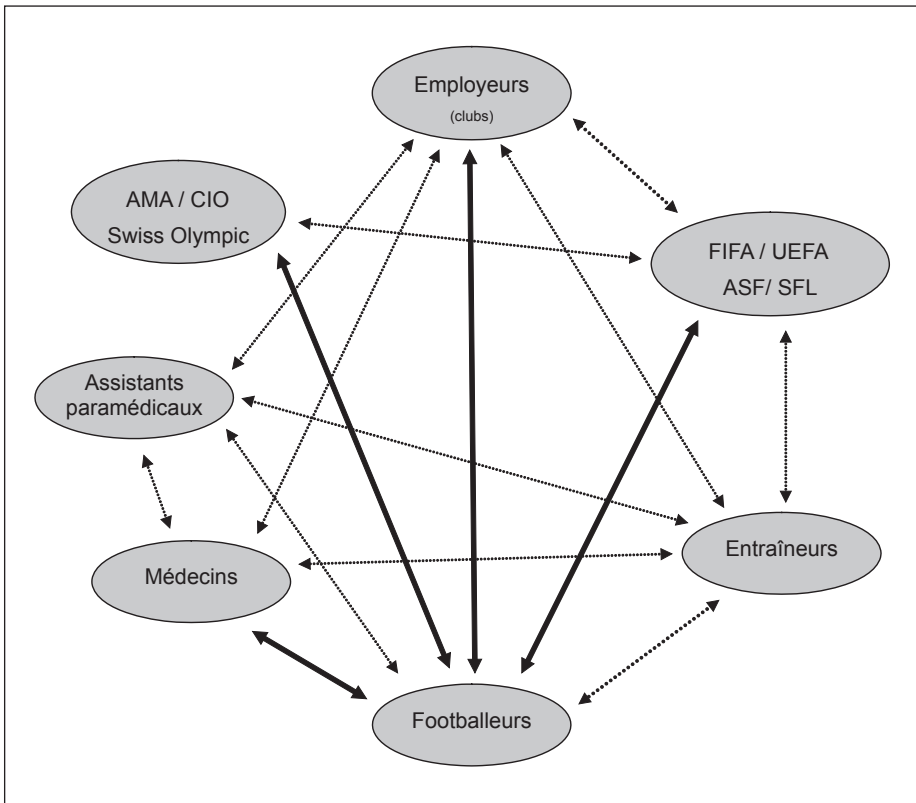 Employeurs
(clubs)
AMA / CIO
Swiss Olympic
FIFA / UEFA
ASF/ SFL
Assistants
paramédicaux
Entraîneurs
Médecins
Footballeurs